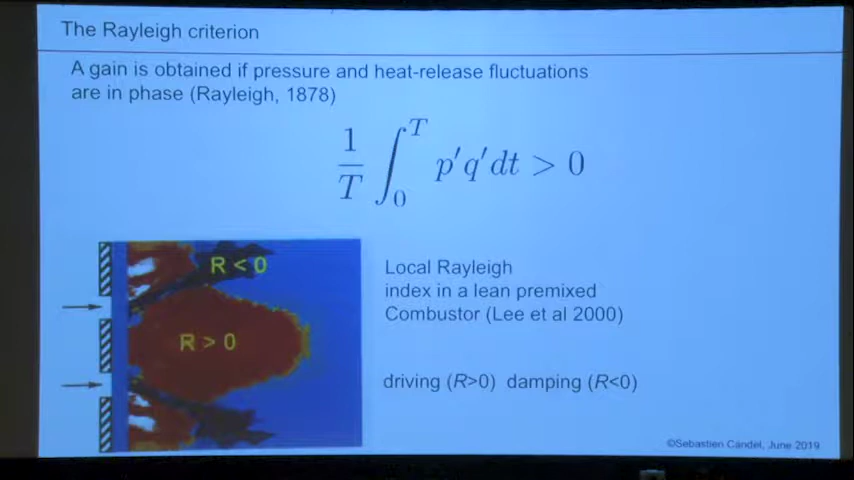 The Rayleigh criterion
A gain is obtained if pressure and heat-release fluctuations
are in phase (Rayleigh, 1878)
1/T ∫₀ᵀ p′q′dt > 0
R < 0
R > 0
Local Rayleigh
index in a lean premixed
Combustor (Lee et al 2000)
driving (R>0) damping (R<0)
©Sebastien Candel, June 2019